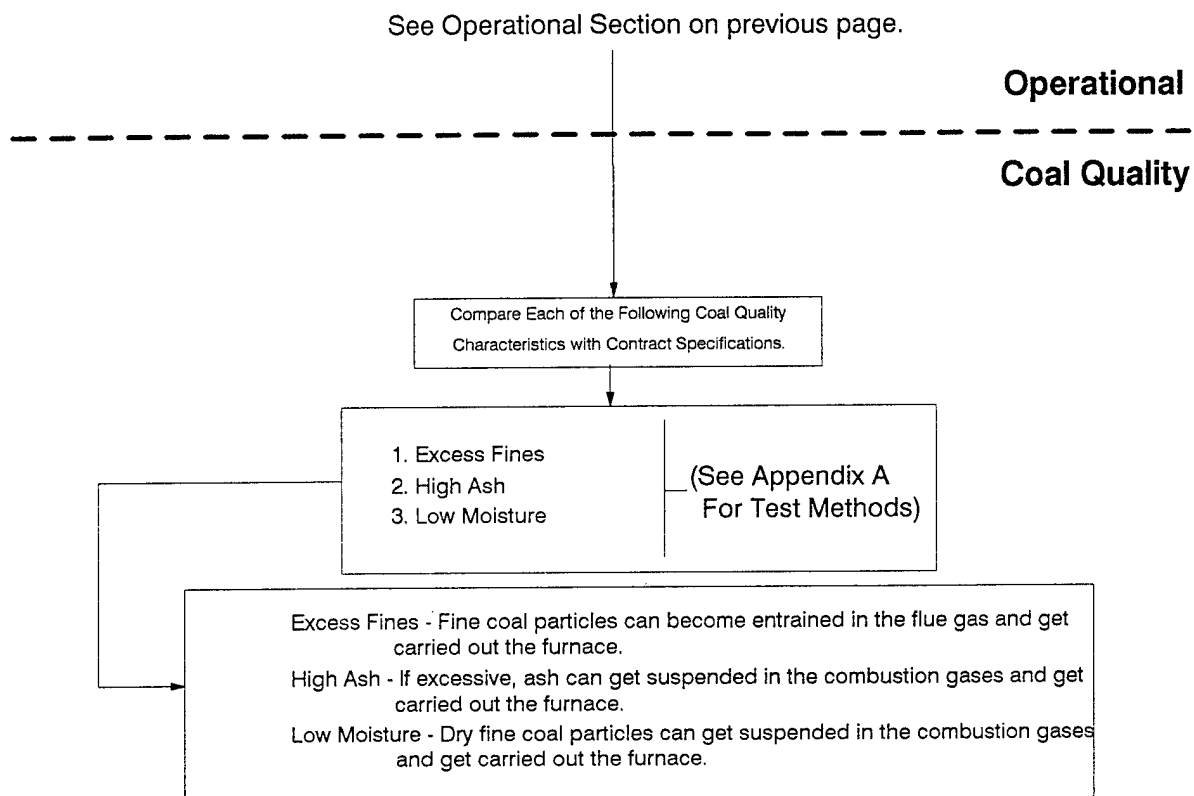 See Operational Section on previous page.
Operational
Coal Quality
Compare Each of the Following Coal Quality
Characteristics with Contract Specifications.
1. Excess Fines
2. High Ash
3. Low Moisture
(See Appendix A
For Test Methods)
Excess Fines - Fine coal particles can become entrained in the flue gas and get
carried out the furnace.
High Ash - If excessive, ash can get suspended in the combustion gases and get
carried out the furnace.
Low Moisture - Dry fine coal particles can get suspended in the combustion gases
and get carried out the furnace.